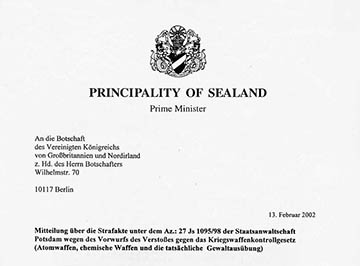 PRINCIPALITY OF SEALAND
Prime Minister
An die Botschaft
des Vereinigten Königreichs
von Großbritannien und Nordirland
z. Hd. des Herrn Botschafters
Wilhelmstr. 70
10117 Berlin
13. Februar 2002
Mitteilung über die Strafakte unter dem Az.: 27 Js 1095/98 der Staatsanwaltschaft
Potsdam wegen des Vorwurfs des Verstoßes gegen das Kriegswaffenkontrollgesetz
(Atomwaffen, chemische Waffen und die tatsächliche Gewaltausübung)